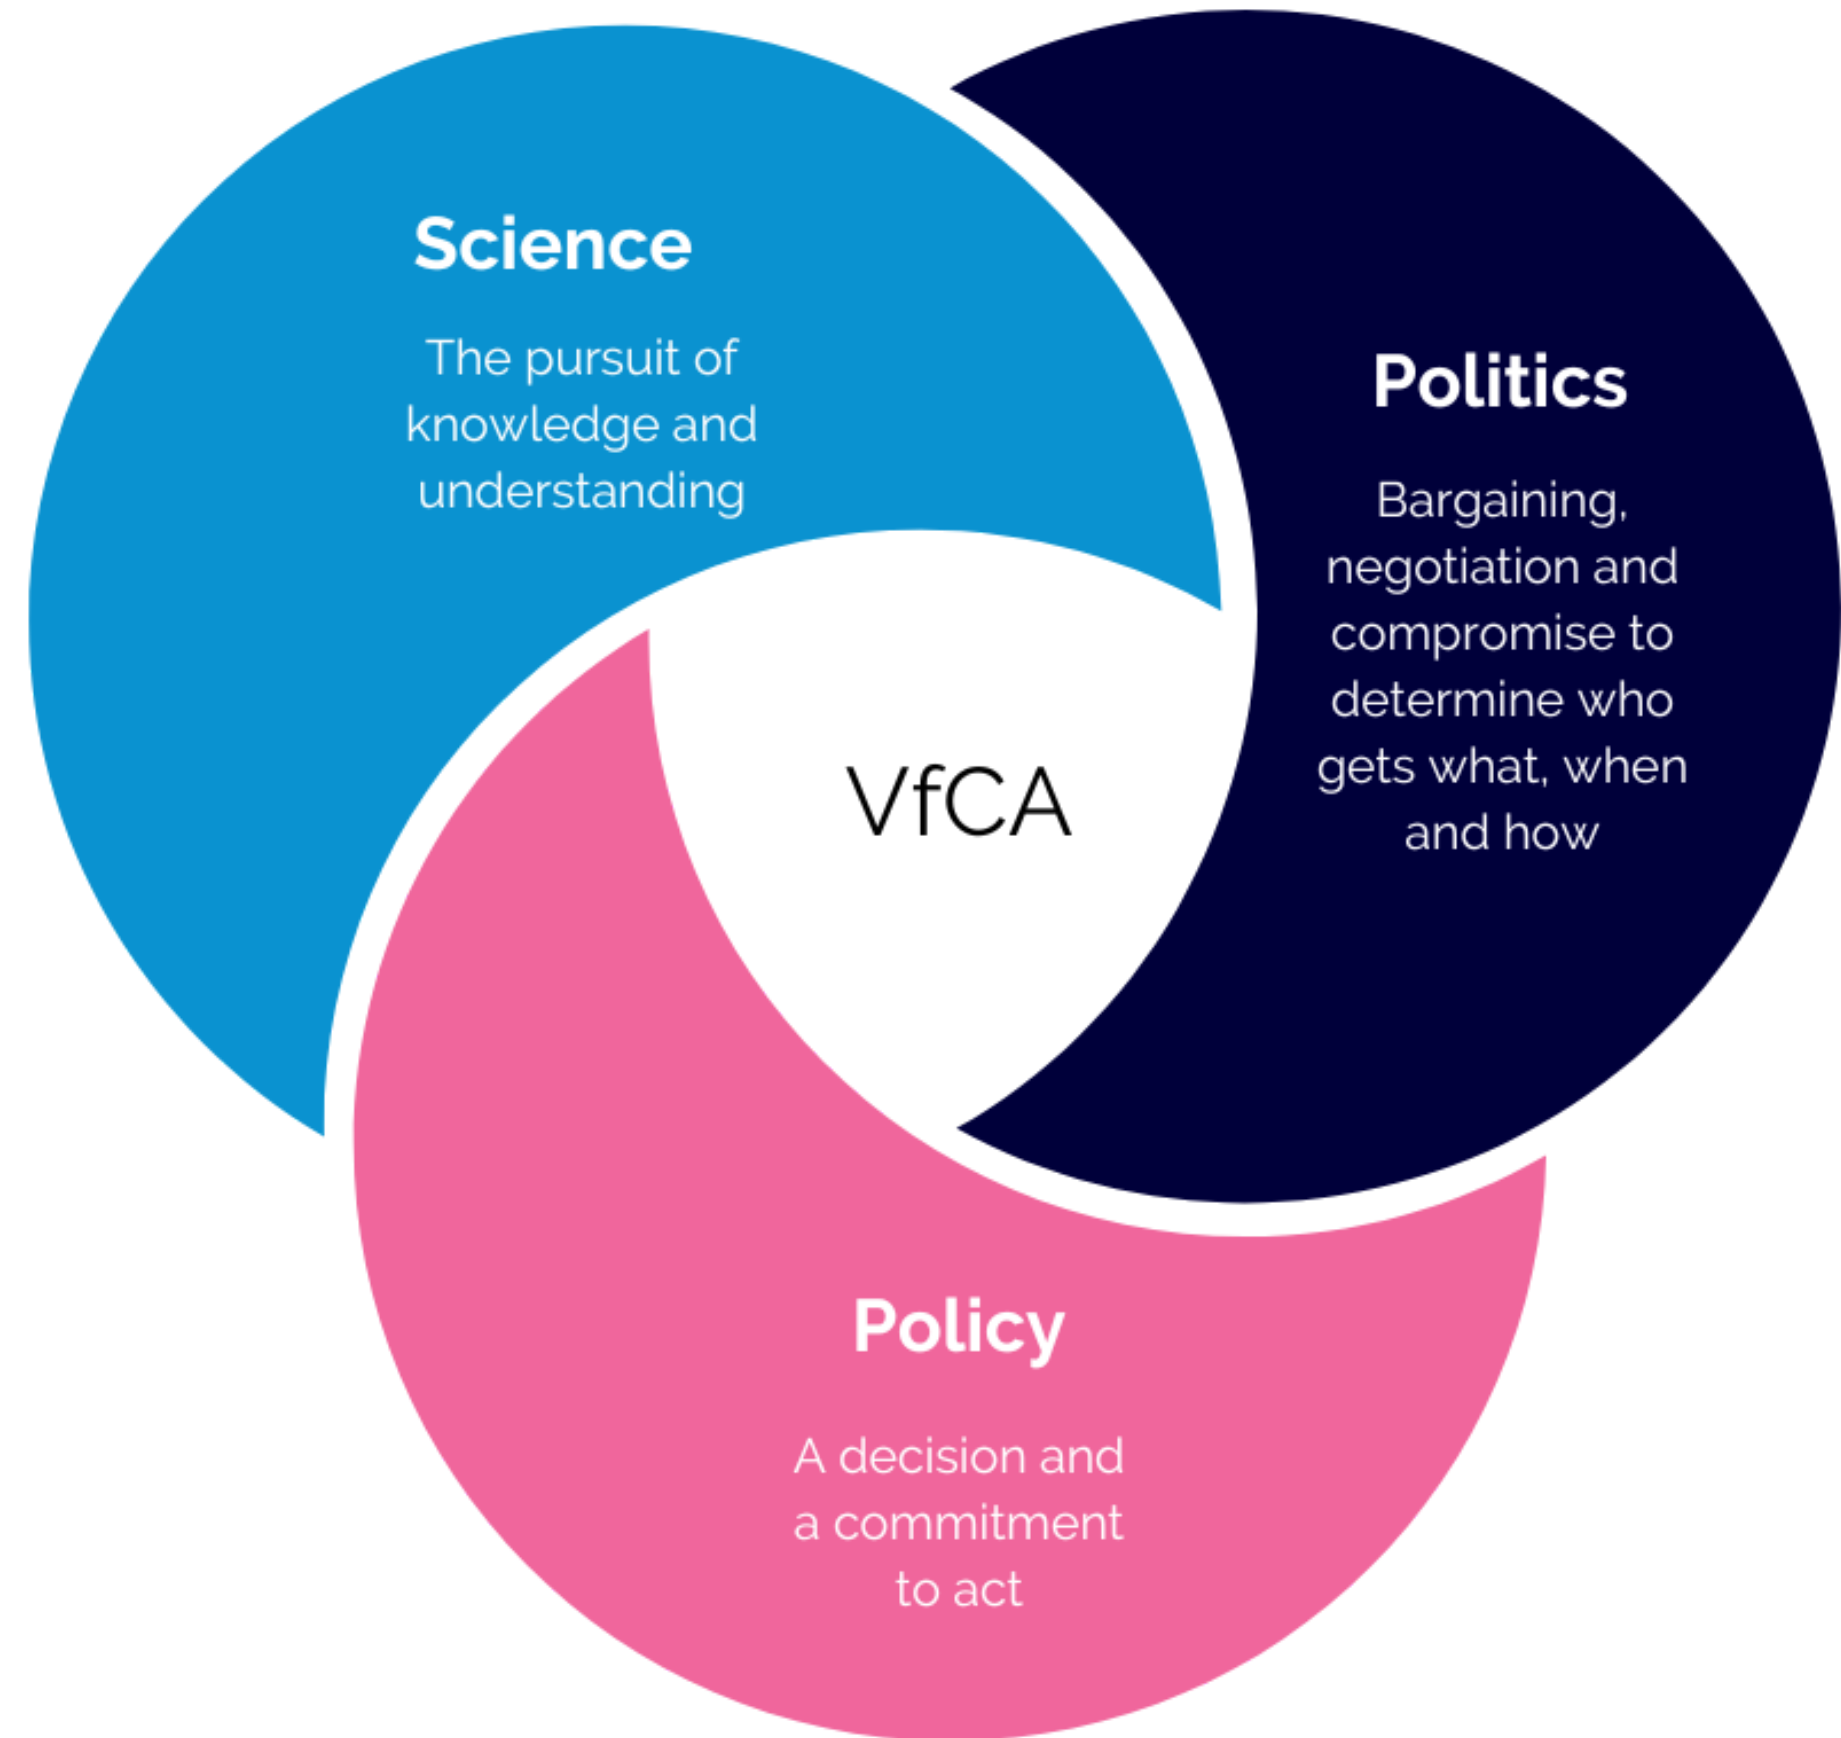 Science
The pursuit of
knowledge and
understanding
Politics
Bargaining,
negotiation and
compromise to
determine who
gets what, when
and how
VfCA
Policy
A decision and
a commitment
to act